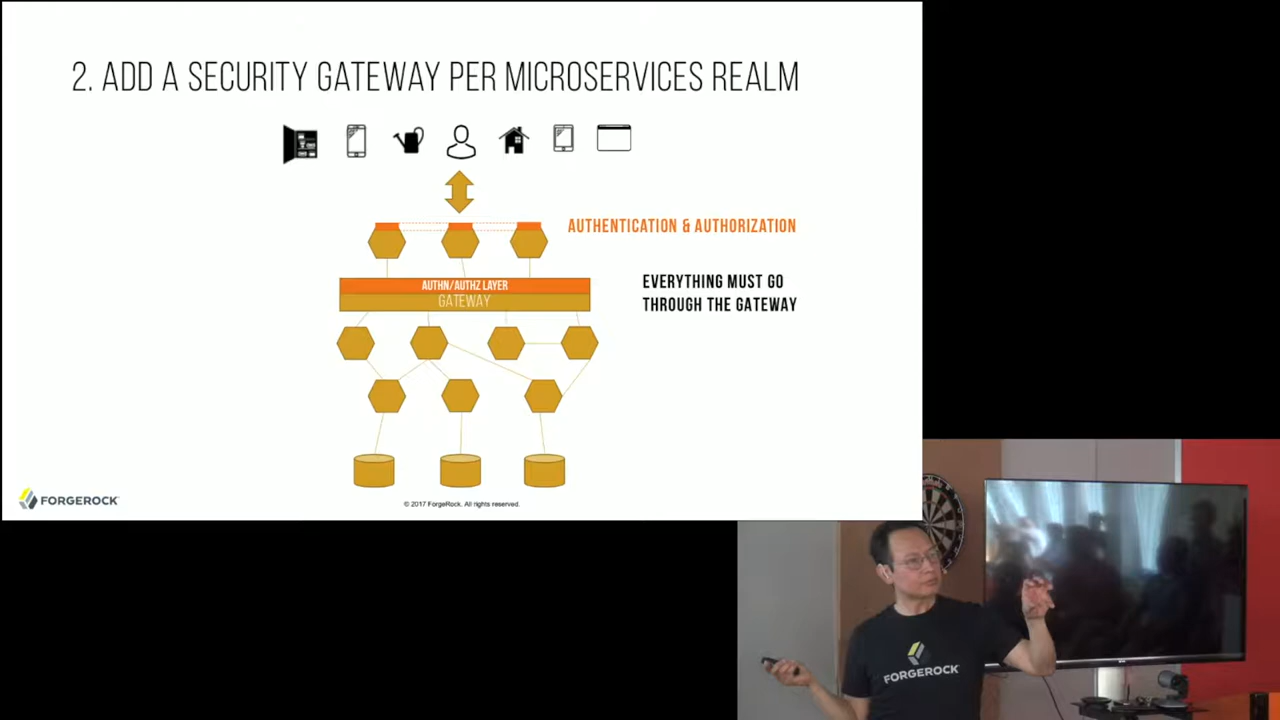 2. ADD A SECURITY GATEWAY PER MICROSERVICES REALM
AUTHENTICATION & AUTHORIZATION
AUTHN/AUTHZ LAYER
GATEWAY
EVERYTHING MUST GO
THROUGH THE GATEWAY
FORGEROCK
© 2017 ForgeRock. All rights reserved.
FORGEROCK